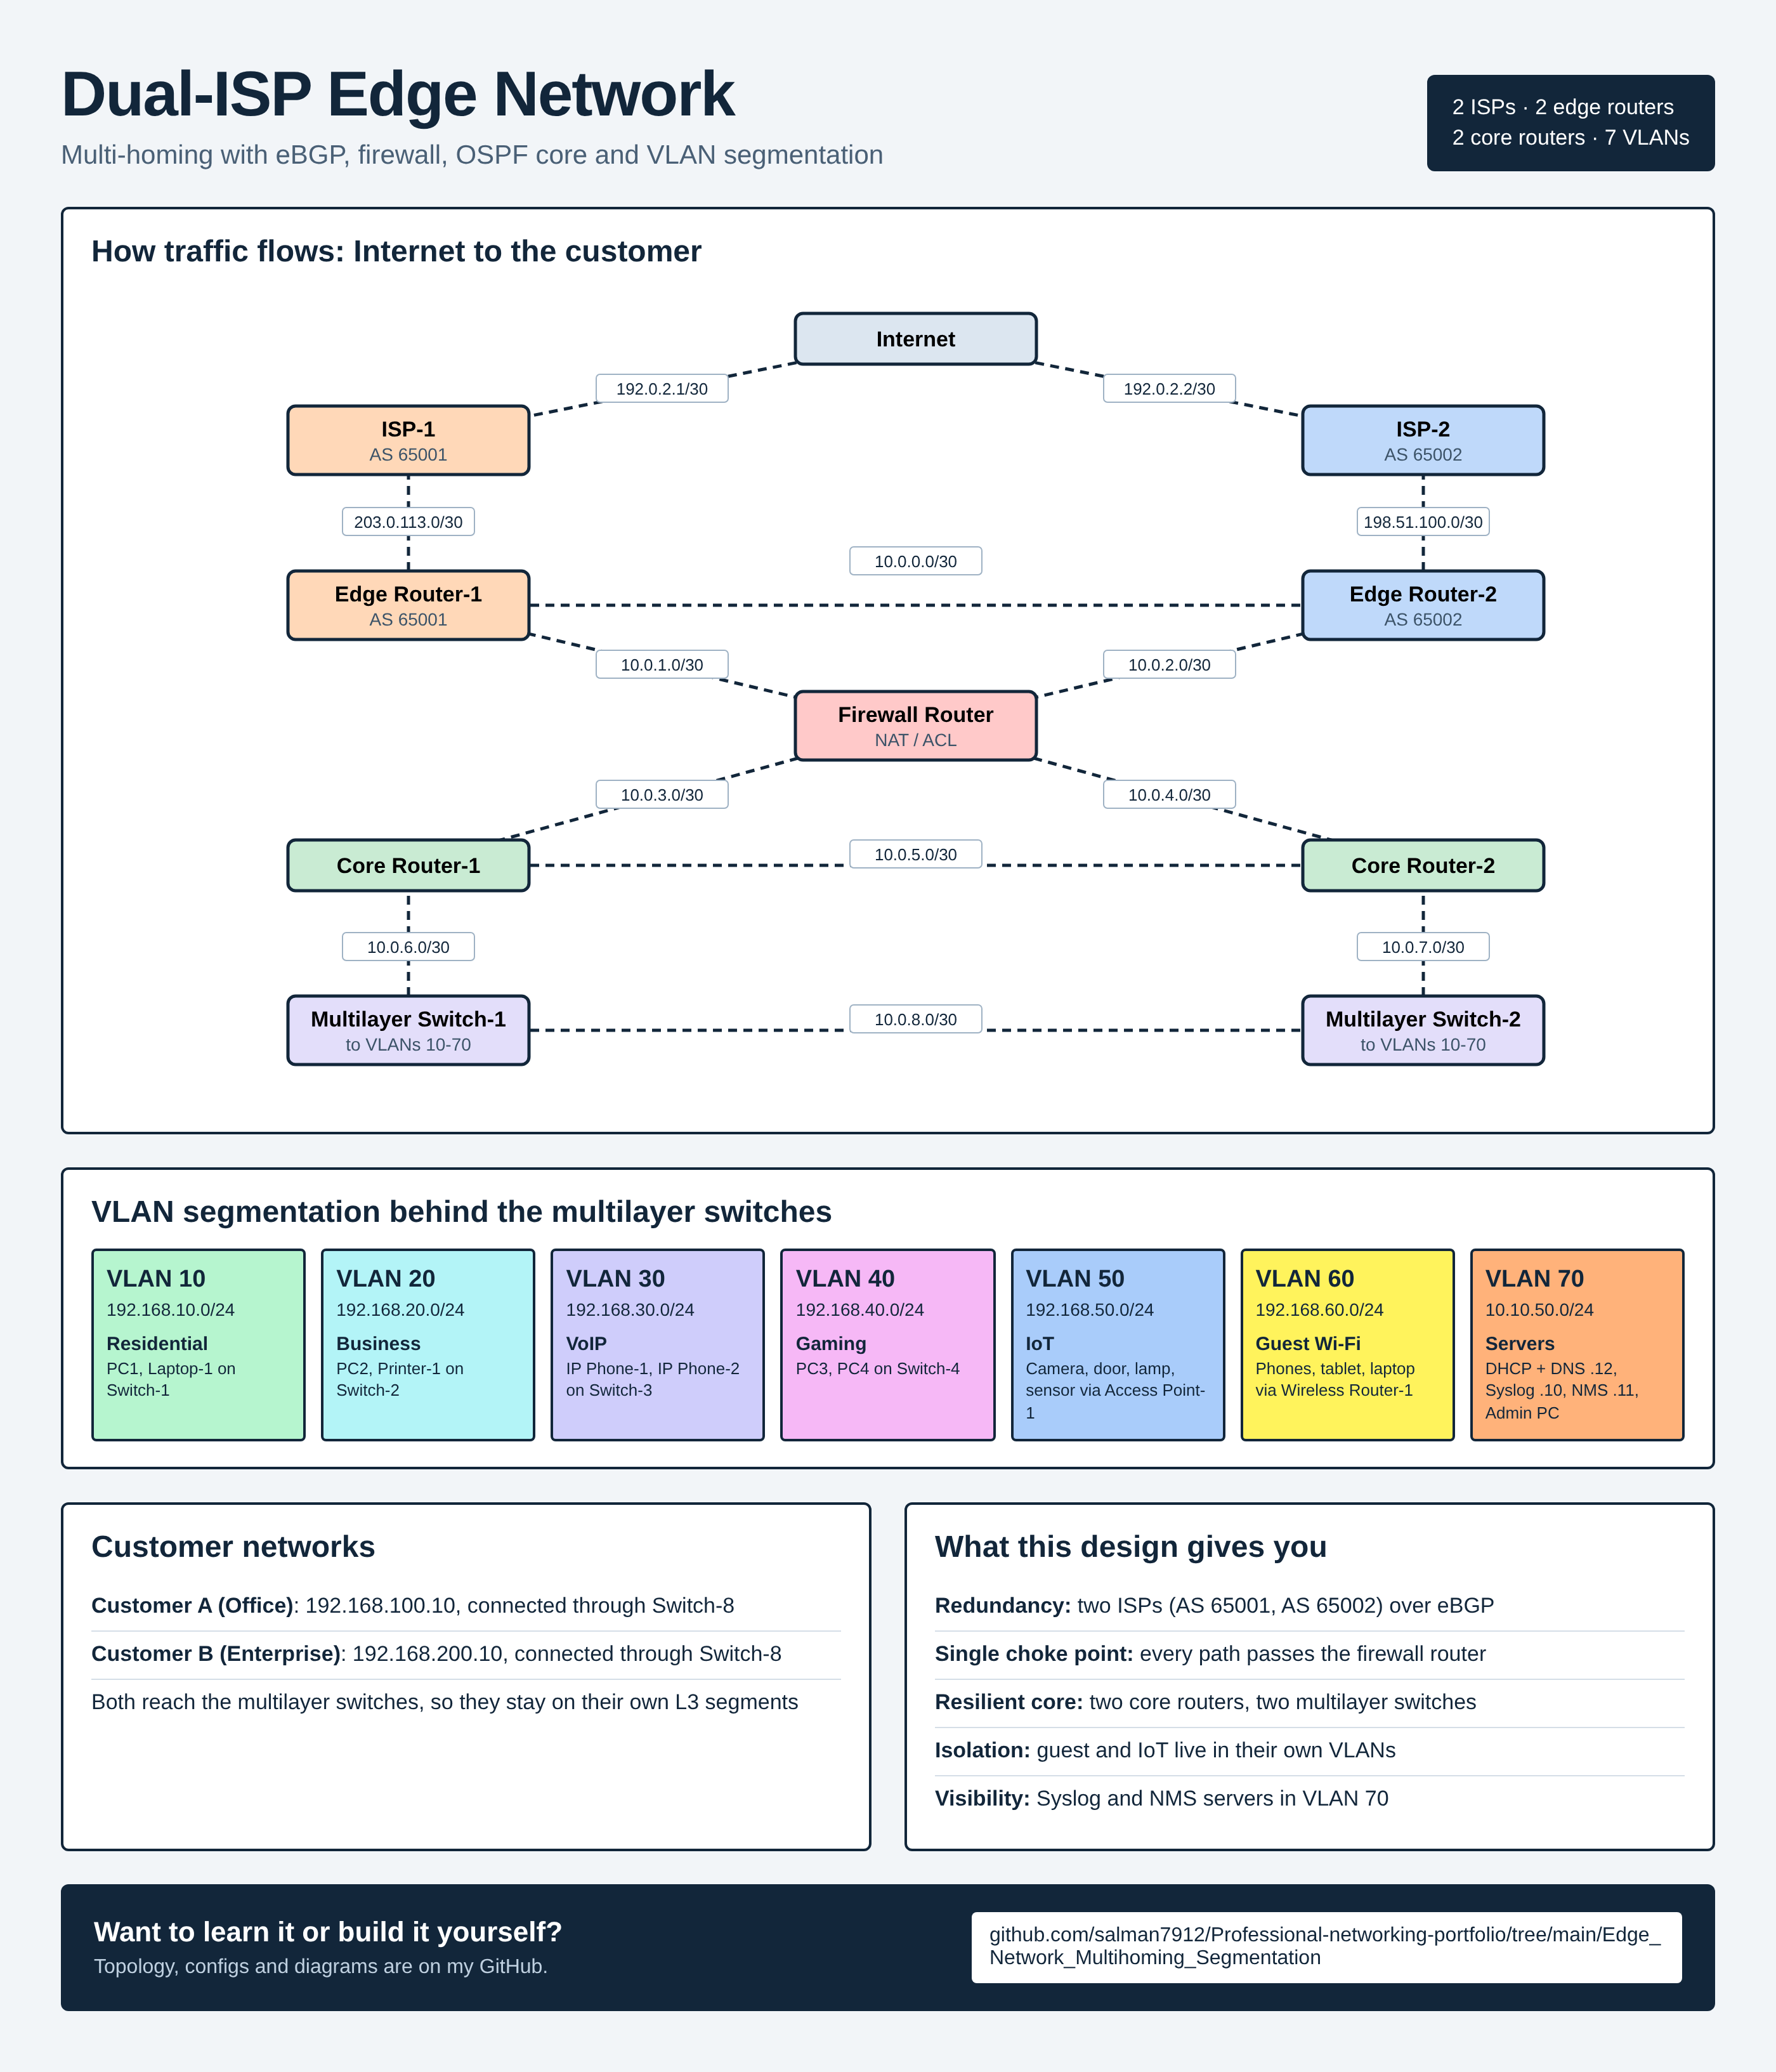 Dual-ISP Edge Network
Multi-homing with eBGP, firewall, OSPF core and VLAN segmentation
2 ISPs · 2 edge routers
2 core routers · 7 VLANs
How traffic flows: Internet to the customer
Internet
192.0.2.1/30
192.0.2.2/30
ISP-1
AS 65001
ISP-2
AS 65002
203.0.113.0/30
198.51.100.0/30
10.0.0.0/30
Edge Router-1
AS 65001
Edge Router-2
AS 65002
10.0.1.0/30
10.0.2.0/30
Firewall Router
NAT / ACL
10.0.3.0/30
10.0.4.0/30
Core Router-1
10.0.5.0/30
Core Router-2
10.0.6.0/30
10.0.7.0/30
Multilayer Switch-1
to VLANs 10-70
10.0.8.0/30
Multilayer Switch-2
to VLANs 10-70
VLAN segmentation behind the multilayer switches
VLAN 10
192.168.10.0/24
Residential
PC1, Laptop-1 on
Switch-1
VLAN 20
192.168.20.0/24
Business
PC2, Printer-1 on
Switch-2
VLAN 30
192.168.30.0/24
VoIP
IP Phone-1, IP Phone-2
on Switch-3
VLAN 40
192.168.40.0/24
Gaming
PC3, PC4 on Switch-4
VLAN 50
192.168.50.0/24
IoT
Camera, door, lamp,
sensor via Access Point-
1
VLAN 60
192.168.60.0/24
Guest Wi-Fi
Phones, tablet, laptop
via Wireless Router-1
VLAN 70
10.10.50.0/24
Servers
DHCP + DNS .12,
Syslog .10, NMS .11,
Admin PC
Customer networks
Customer A (Office): 192.168.100.10, connected through Switch-8
Customer B (Enterprise): 192.168.200.10, connected through Switch-8
Both reach the multilayer switches, so they stay on their own L3 segments
What this design gives you
Redundancy: two ISPs (AS 65001, AS 65002) over eBGP
Single choke point: every path passes the firewall router
Resilient core: two core routers, two multilayer switches
Isolation: guest and IoT live in their own VLANs
Visibility: Syslog and NMS servers in VLAN 70
Want to learn it or build it yourself?
Topology, configs and diagrams are on my GitHub.
github.com/salman7912/Professional-networking-portfolio/tree/main/Edge_
Network_Multihoming_Segmentation